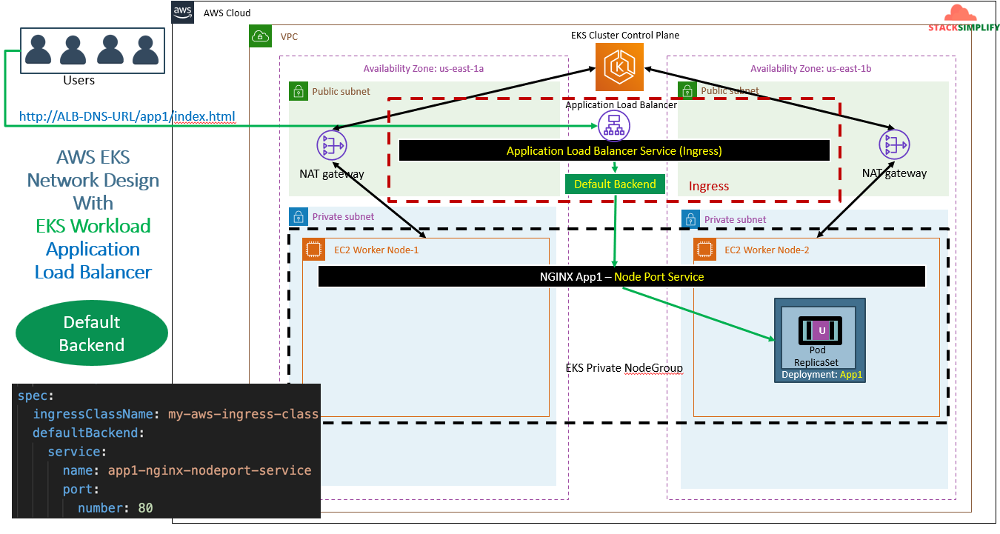 aws
AWS Cloud
STACKSIMPLIFY
VPC
EKS Cluster Control Plane
Users
Availability Zone: us-east-1a
Availability Zone: us-east-1b
Public subnet
Public subnet
Application Load Balancer
http://ALB-DNS-URL/app1/index.html
Application Load Balancer Service (Ingress)
NAT gateway
NAT gateway
Default Backend
Ingress
AWS EKS
Network Design
With
EKS Workload
Application
Load Balancer
Private subnet
Private subnet
EC2 Worker Node-1
EC2 Worker Node-2
NGINX App1 – Node Port Service
Default
Backend
U
Pod
ReplicaSet
Deployment: App1
EKS Private NodeGroup
spec:
ingressClassName: my-aws-ingress-class
defaultBackend:
service:
name: app1-nginx-nodeport-service
port:
number: 80